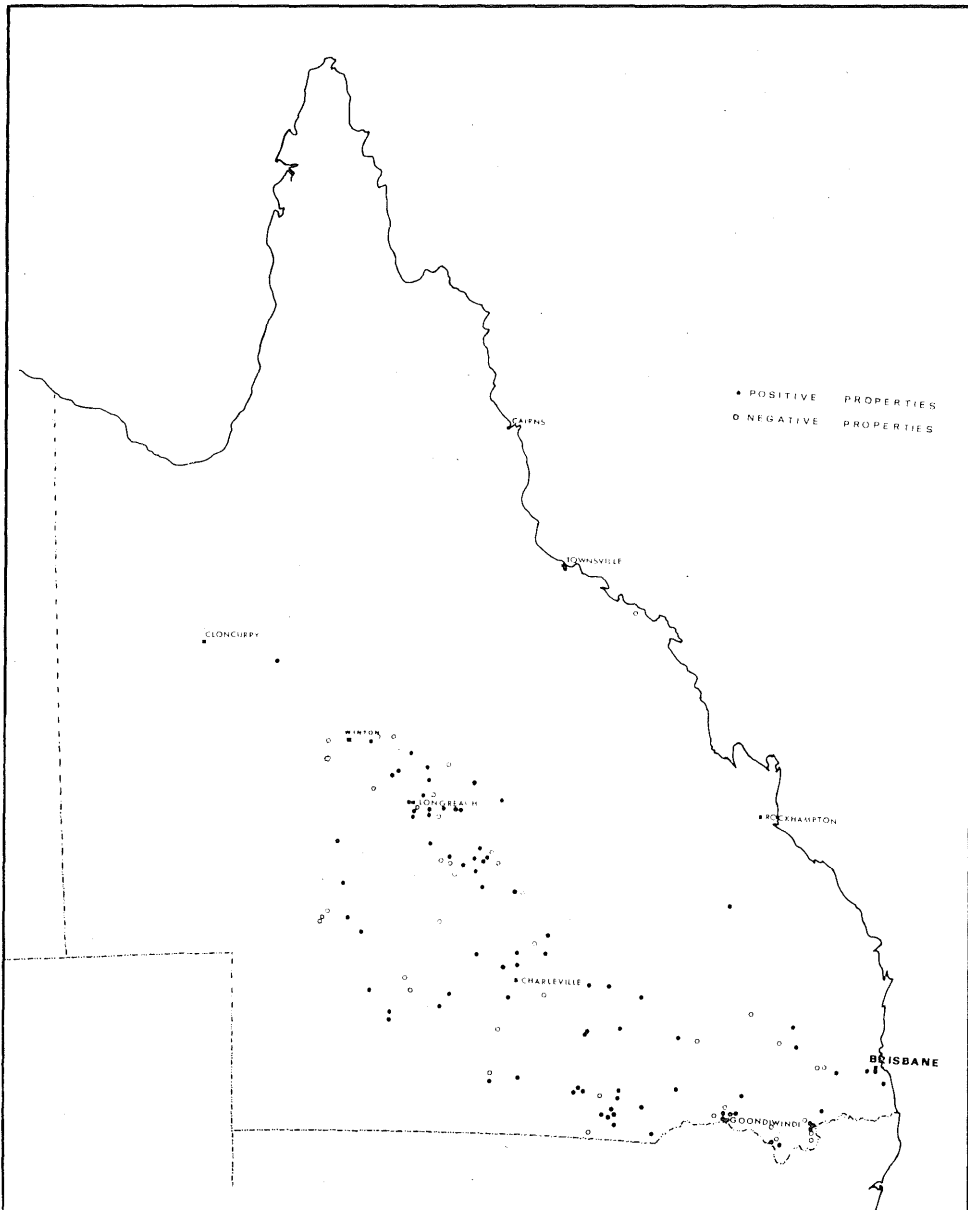 POSITIVE PROPERTIES
NEGATIVE PROPERTIES
CAIRNS
TOWNSVILLE
CLONCURRY
WINTON
LONGREACH
ROCKHAMPTON
CHARLEVILLE
BRISBANE
GOONDIWINDI